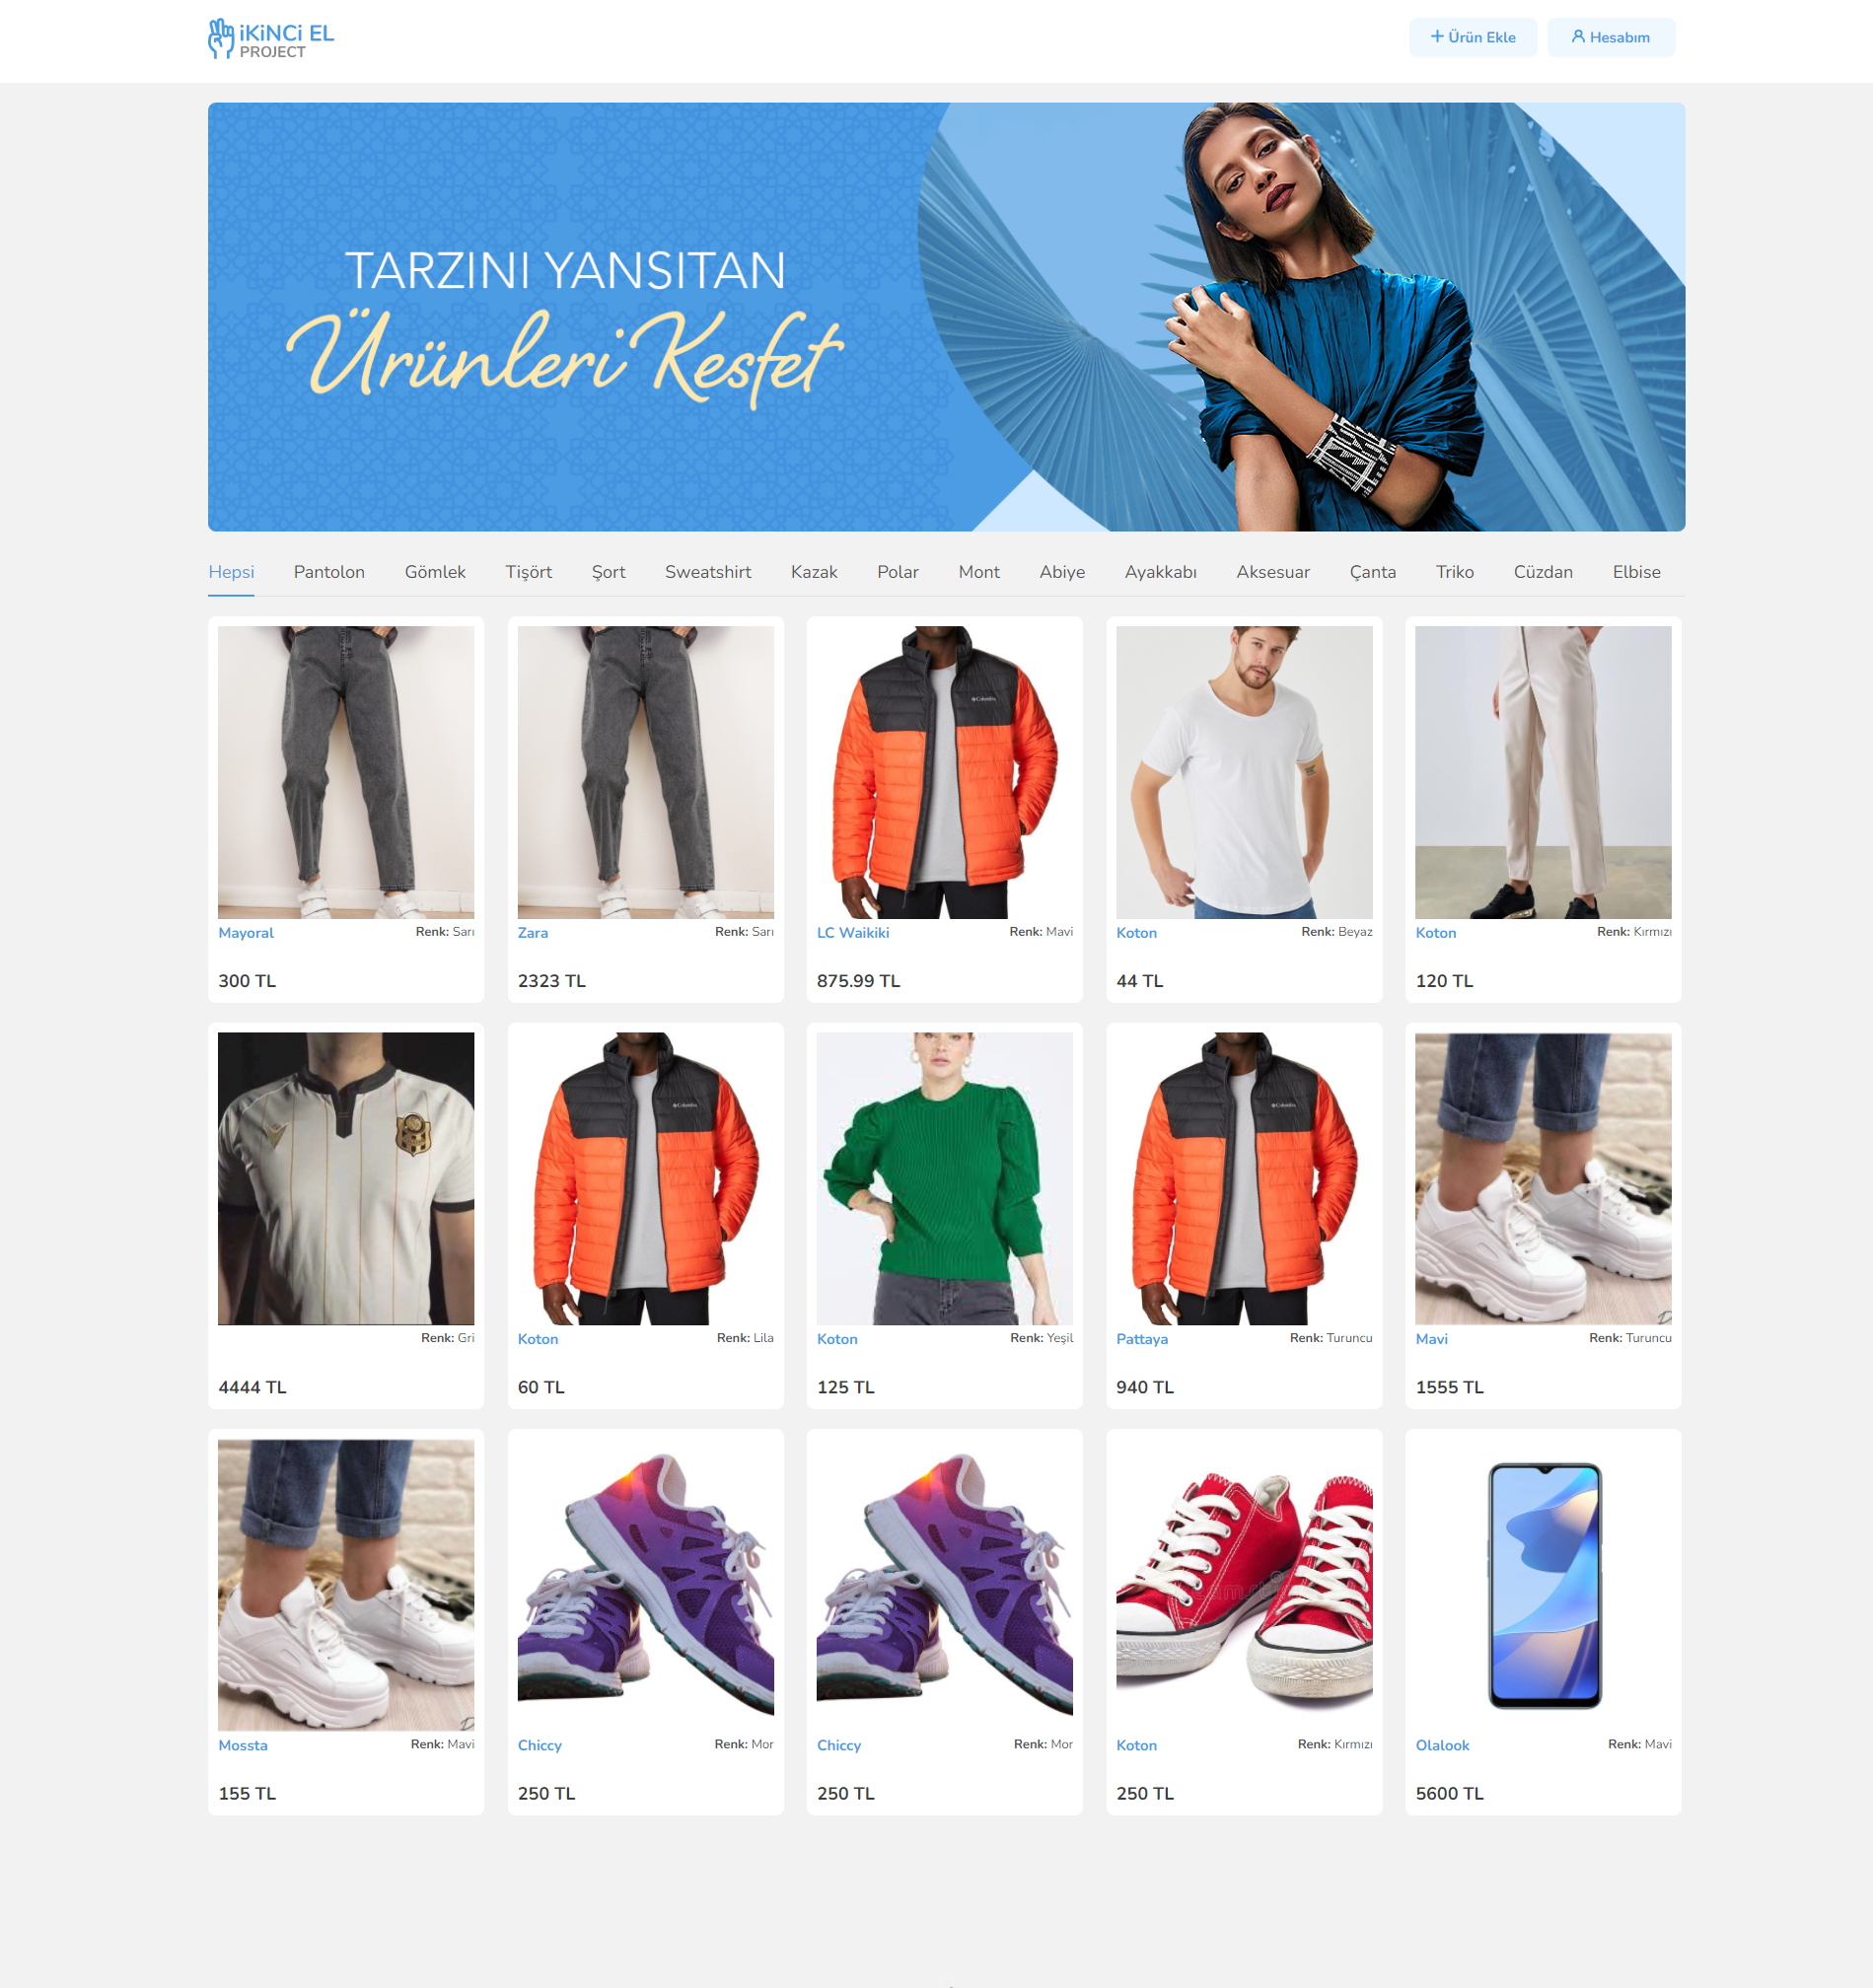 iKiNCi EL
PROJECT
Ürün Ekle
Hesabım
TARZINI YANSITAN
Ürünleri Kesfet
Hepsi Pantolon Gömlek Tişört Şort Sweatshirt Kazak Polar Mont Abiye Ayakkabı Aksesuar Çanta Triko Cüzdan Elbise
Columbia
Mayoral Renk: Sarı
300 TL
Zara Renk: Sarı
2323 TL
LC Waikiki Renk: Mavi
875.99 TL
Koton Renk: Beyaz
44 TL
Koton Renk: Kırmızı
120 TL
Columbia
Columbia
Renk: Gri
4444 TL
Koton Renk: Lila
60 TL
Koton Renk: Yeşil
125 TL
Pattaya Renk: Turuncu
940 TL
Mavi Renk: Turuncu
1555 TL
Mossta Renk: Mavi
155 TL
Chiccy Renk: Mor
250 TL
Chiccy Renk: Mor
250 TL
Koton Renk: Kırmızı
250 TL
Olalook Renk: Mavi
5600 TL